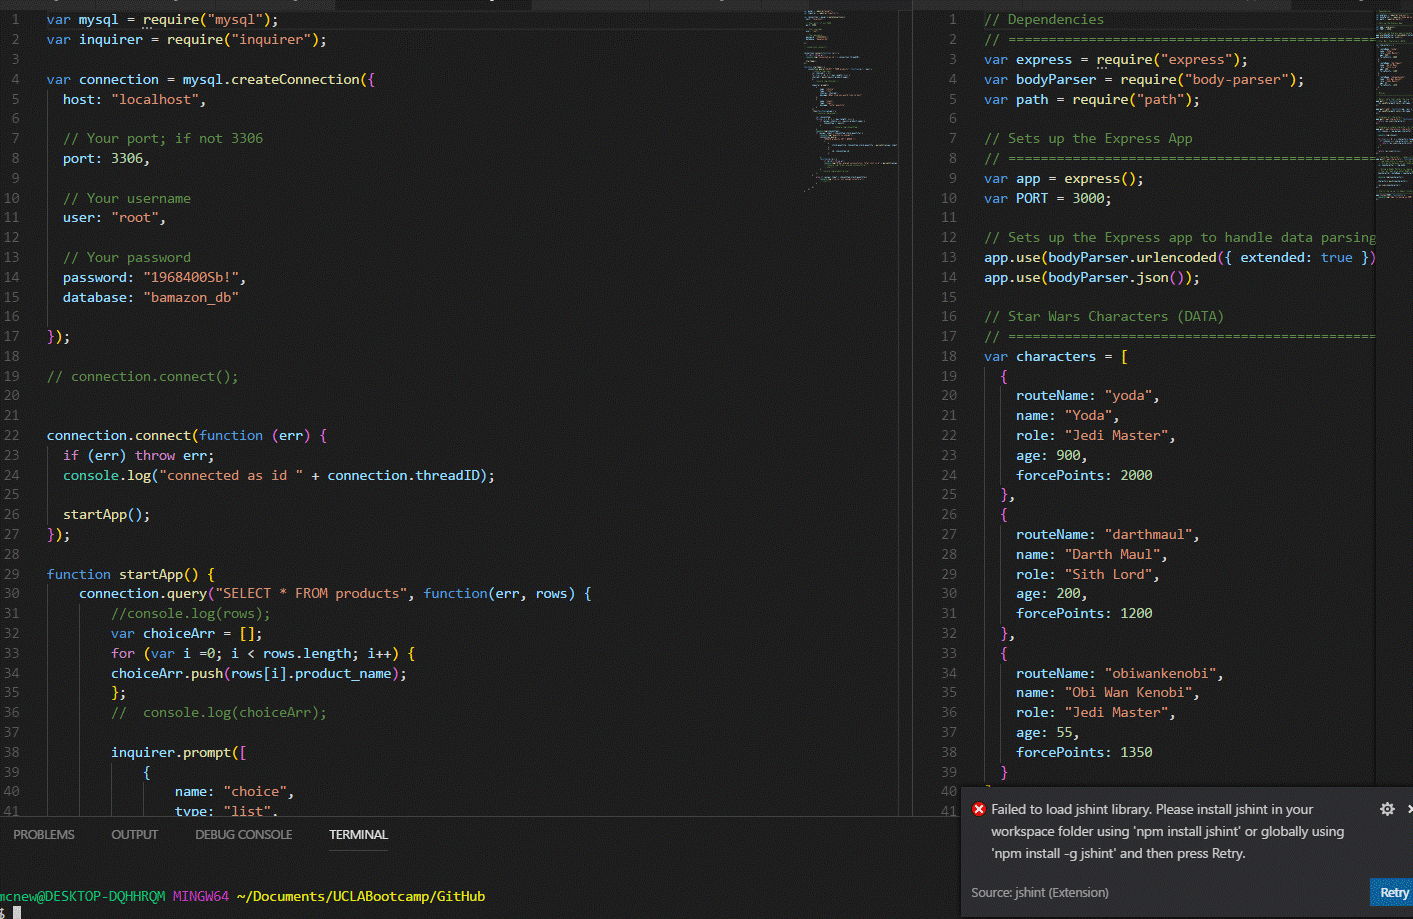 1 var mysql = require("mysql");
2 var inquirer = require("inquirer");
3
4 var connection = mysql.createConnection({
5 host: "localhost",
6
7 // Your port; if not 3306
8 port: 3306,
9
10 // Your username
11 user: "root",
12
13 // Your password
14 password: "1968400Sb!",
15 database: "bamazon_db"
16
17 });
18
19 // connection.connect();
20
21
22 connection.connect(function (err) {
23 if (err) throw err;
24 console.log("connected as id " + connection.threadID);
25
26 startApp();
27 });
28
29 function startApp() {
30 connection.query("SELECT * FROM products", function(err, rows) {
31 //console.log(rows);
32 var choiceArr = [];
33 for (var i =0; i < rows.length; i++) {
34 choiceArr.push(rows[i].product_name);
35 };
36 //  console.log(choiceArr);
37
38 inquirer.prompt([
39 {
40 name: "choice",
41 type: "list",
1 // Dependencies
2 // ==============================================
3 var express = require("express");
4 var bodyParser = require("body-parser");
5 var path = require("path");
6
7 // Sets up the Express App
8 // ==============================================
9 var app = express();
10 var PORT = 3000;
11
12 // Sets up the Express app to handle data parsing
13 app.use(bodyParser.urlencoded({ extended: true })
14 app.use(bodyParser.json());
15
16 // Star Wars Characters (DATA)
17 // ==============================================
18 var characters = [
19 {
20 routeName: "yoda",
21 name: "Yoda",
22 role: "Jedi Master",
23 age: 900,
24 forcePoints: 2000
25 },
26 {
27 routeName: "darthmaul",
28 name: "Darth Maul",
29 role: "Sith Lord",
30 age: 200,
31 forcePoints: 1200
32 },
33 {
34 routeName: "obiwankenobi",
35 name: "Obi Wan Kenobi",
36 role: "Jedi Master",
37 age: 55,
38 forcePoints: 1350
39 }
40
41
Failed to load jshint library. Please install jshint in your
workspace folder using 'npm install jshint' or globally using
'npm install -g jshint' and then press Retry.
Source: jshint (Extension)
Retry
PROBLEMS OUTPUT DEBUG CONSOLE TERMINAL
mcnew@DESKTOP-DQHHRQM MINGW64 ~/Documents/UCLABootcamp/GitHub
$